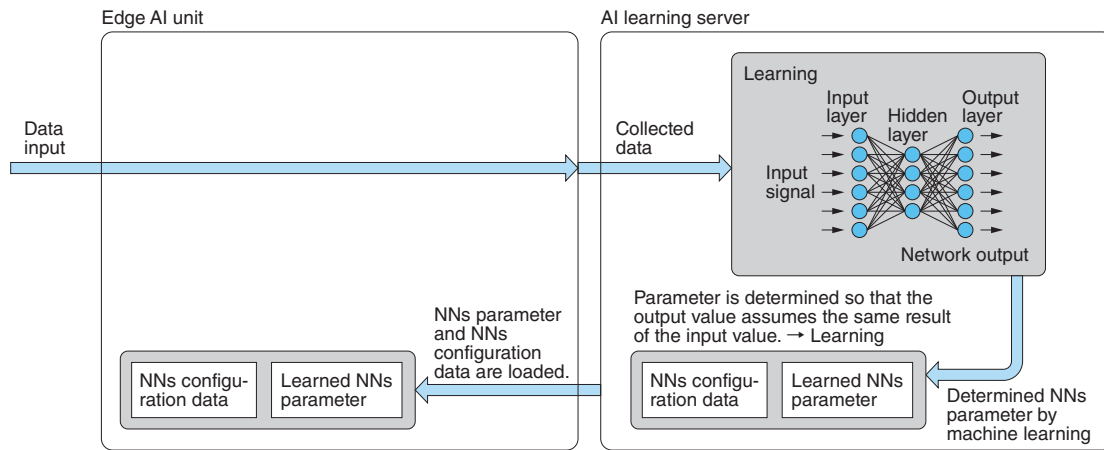 Edge AI unit
AI learning server
Learning
Input
layer
Hidden
layer
Output
layer
Data
input
Collected
data
Input
signal
Network output
Parameter is determined so that the
output value assumes the same result
of the input value. → Learning
NNs parameter
and NNs
configuration
data are loaded.
NNs configu-
ration data
Learned NNs
parameter
NNs configu-
ration data
Learned NNs
parameter
Determined NNs
parameter by
machine learning